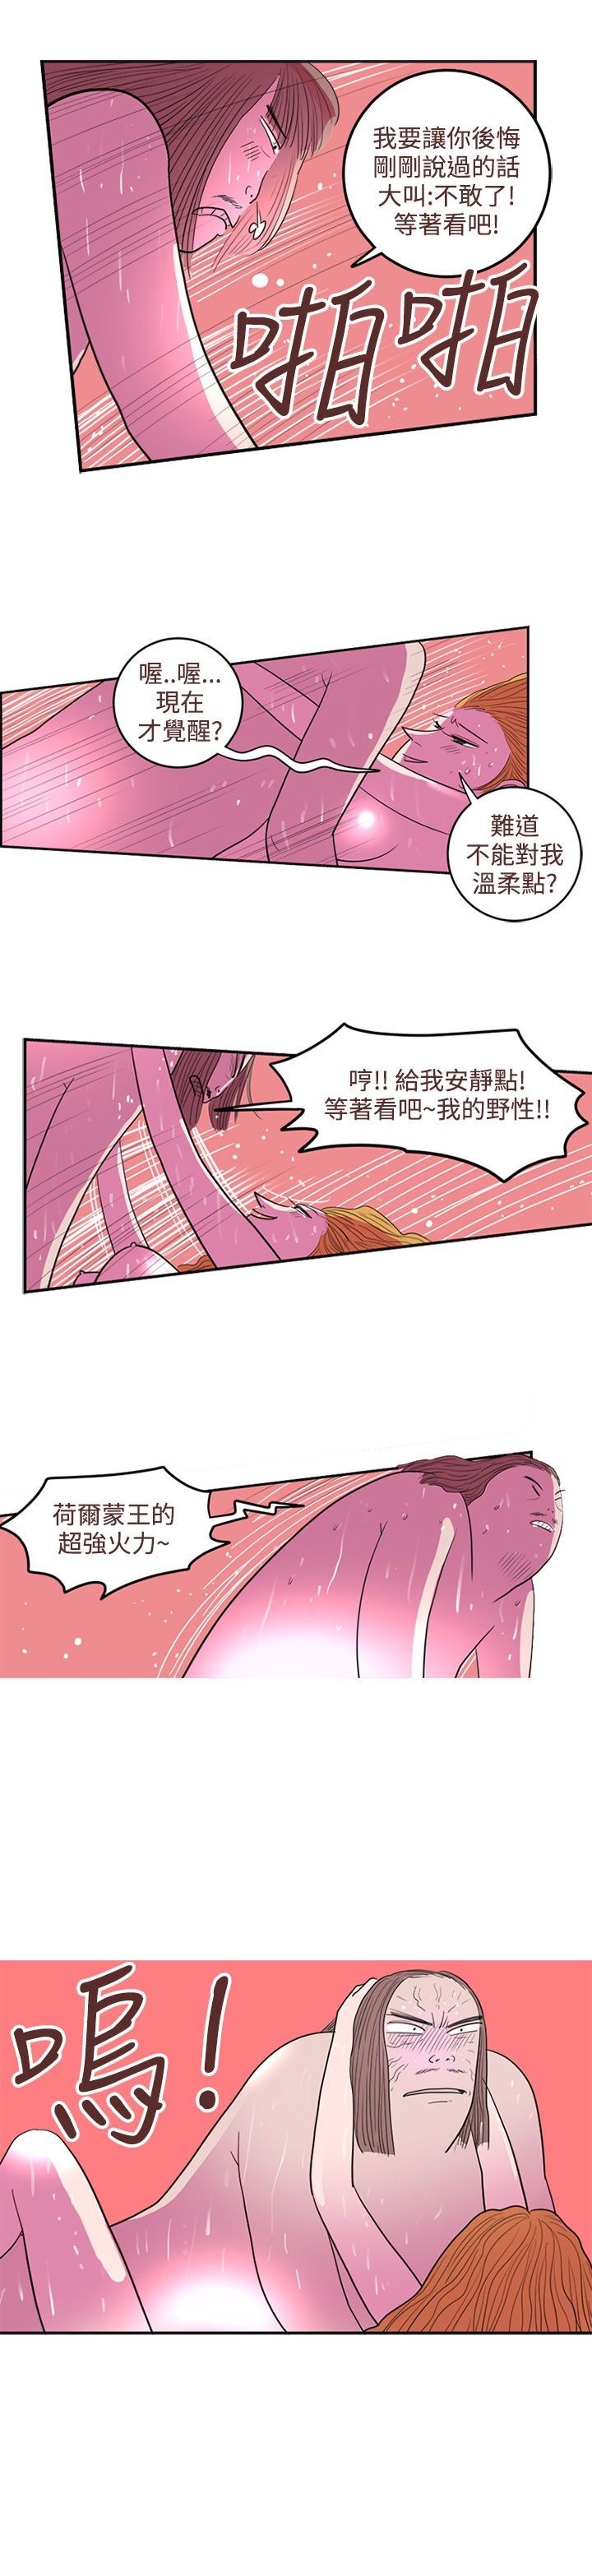 我要讓你後悔
剛剛說過的話
大叫:不敢了!
等著看吧!
啪啪
喔..喔...
現在
才覺醒?
難道
不能對我
溫柔點?
哼!! 給我安靜點!
等著看吧~我的野性!!
荷爾蒙王的
超強火力~
嗚!